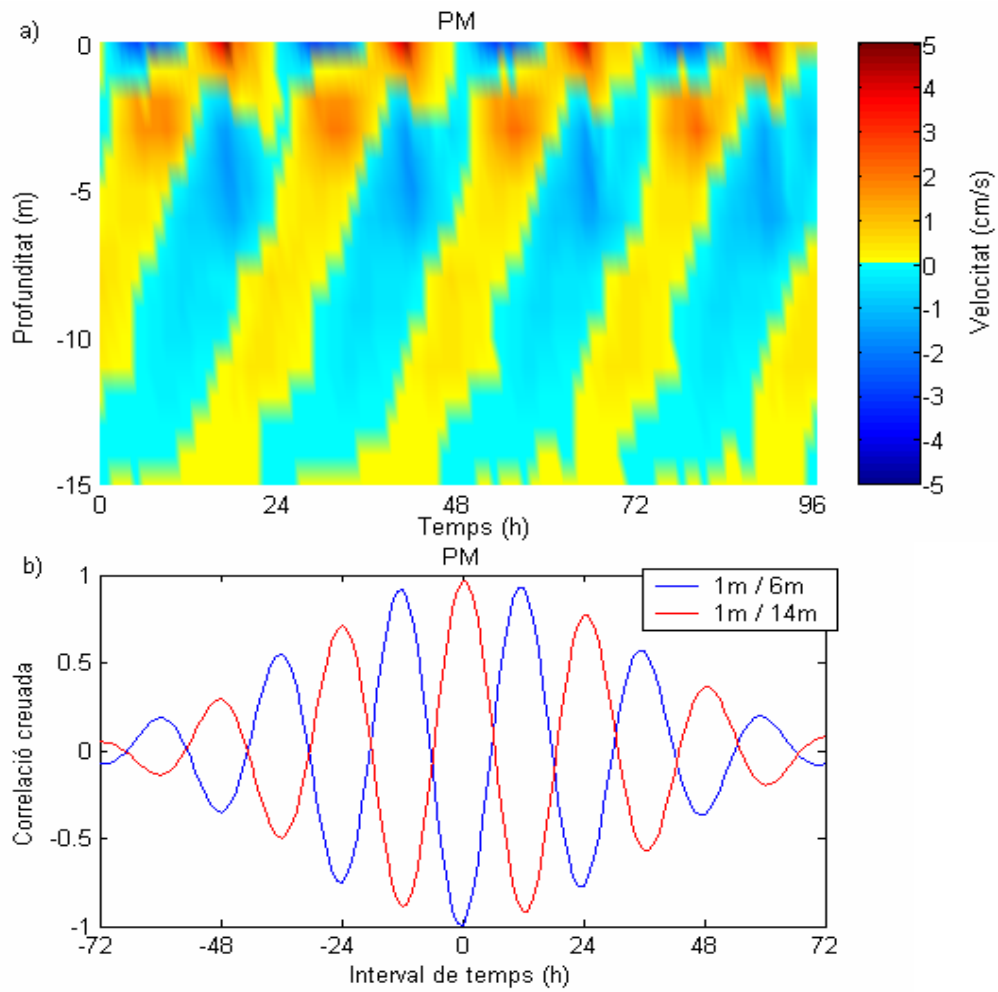 PM
a)
0
-5
-10
-15
Profunditat (m)
0 24 48 72 96
Temps (h)
5
4
3
2
1
0
-1
-2
-3
-4
-5
Velocitat (cm/s)
PM
b)
1m / 6m
1m / 14m
1
0.5
0
-0.5
-1
Correlació creuada
-72 -48 -24 0 24 48 72
Interval de temps (h)